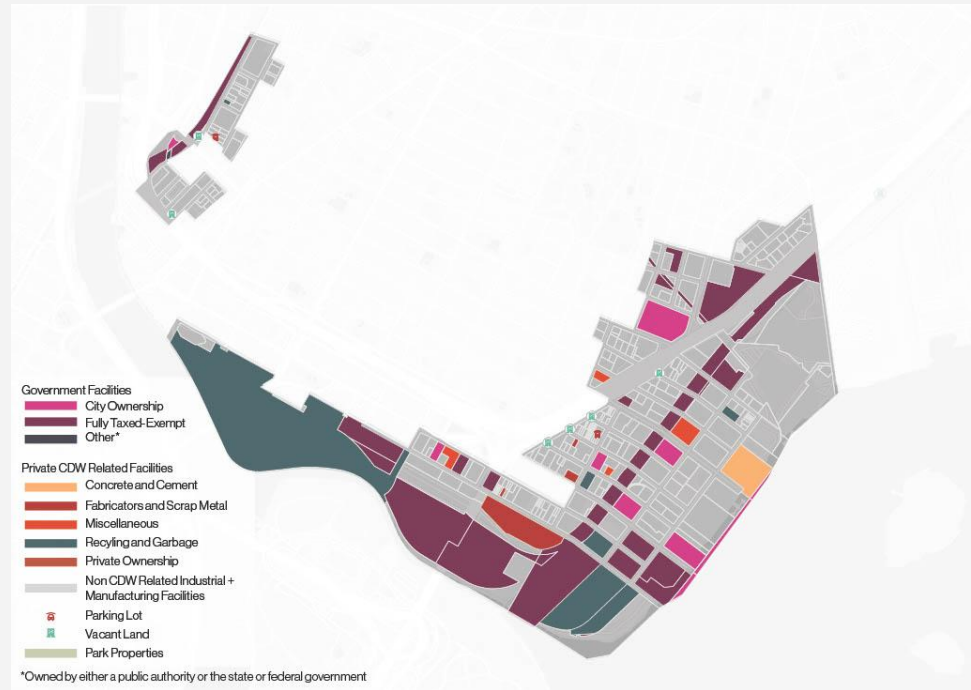 Government Facilities
City Ownership
Fully Taxed-Exempt
Other*
Private CDW Related Facilities
Concrete and Cement
Fabricators and Scrap Metal
Miscellaneous
Recyling and Garbage
Private Ownership
Non CDW Related Industrial +
Manufacturing Facilities
Parking Lot
Vacant Land
Park Properties
*Owned by either a public authority or the state or federal government